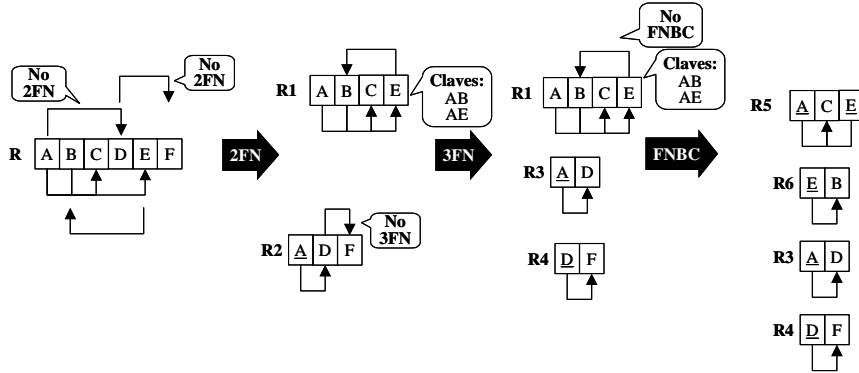 No
2FN
No
2FN
R A B C D E F
2FN
R1 A B C E
Claves:
AB
AE
R2 A D F
No
3FN
3FN
No
FNBC
R1 A B C E
Claves:
AB
AE
R3 A D
R4 D F
FNBC
R5 A C E
R6 E B
R3 A D
R4 D F